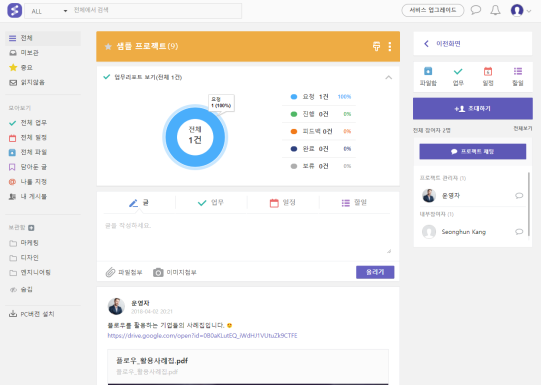 ALL 전체에서 검색
서비스 업그레이드
전체
미보관
중요
읽지않음
모아보기
전체 업무
전체 일정
전체 파일
담아둔 글
나를 지정
내 게시물
보관함
마케팅
디자인
엔지니어링
숨김
PC버전 설치
샘플 프로젝트(9)
업무리포트 보기(전체 1건)
요청
1 (100%)
전체
1건
요청 1건 100%
진행 0건 0%
피드백 0건 0%
완료 0건 0%
보류 0건 0%
글 업무 일정 할일
글을 작성하세요.
파일첨부 이미지첨부 올리기
운영자
2018-04-02 20:21
플로우를 활용하는 기업들의 사례집입니다.
플로우_활용사례집.pdf
플로우_활용사례집.pdf
이전화면
파일함 업무 일정 할일
초대하기
전체 참여자 2명 전체보기
프로젝트 채팅
프로젝트 관리자 (1)
운영자
내부참여자 (1)
Seonghun Kang